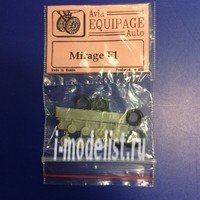 Avia
EQUIPAGE
Auto
Mirage F1
Made in Russia
i-modelist.ru